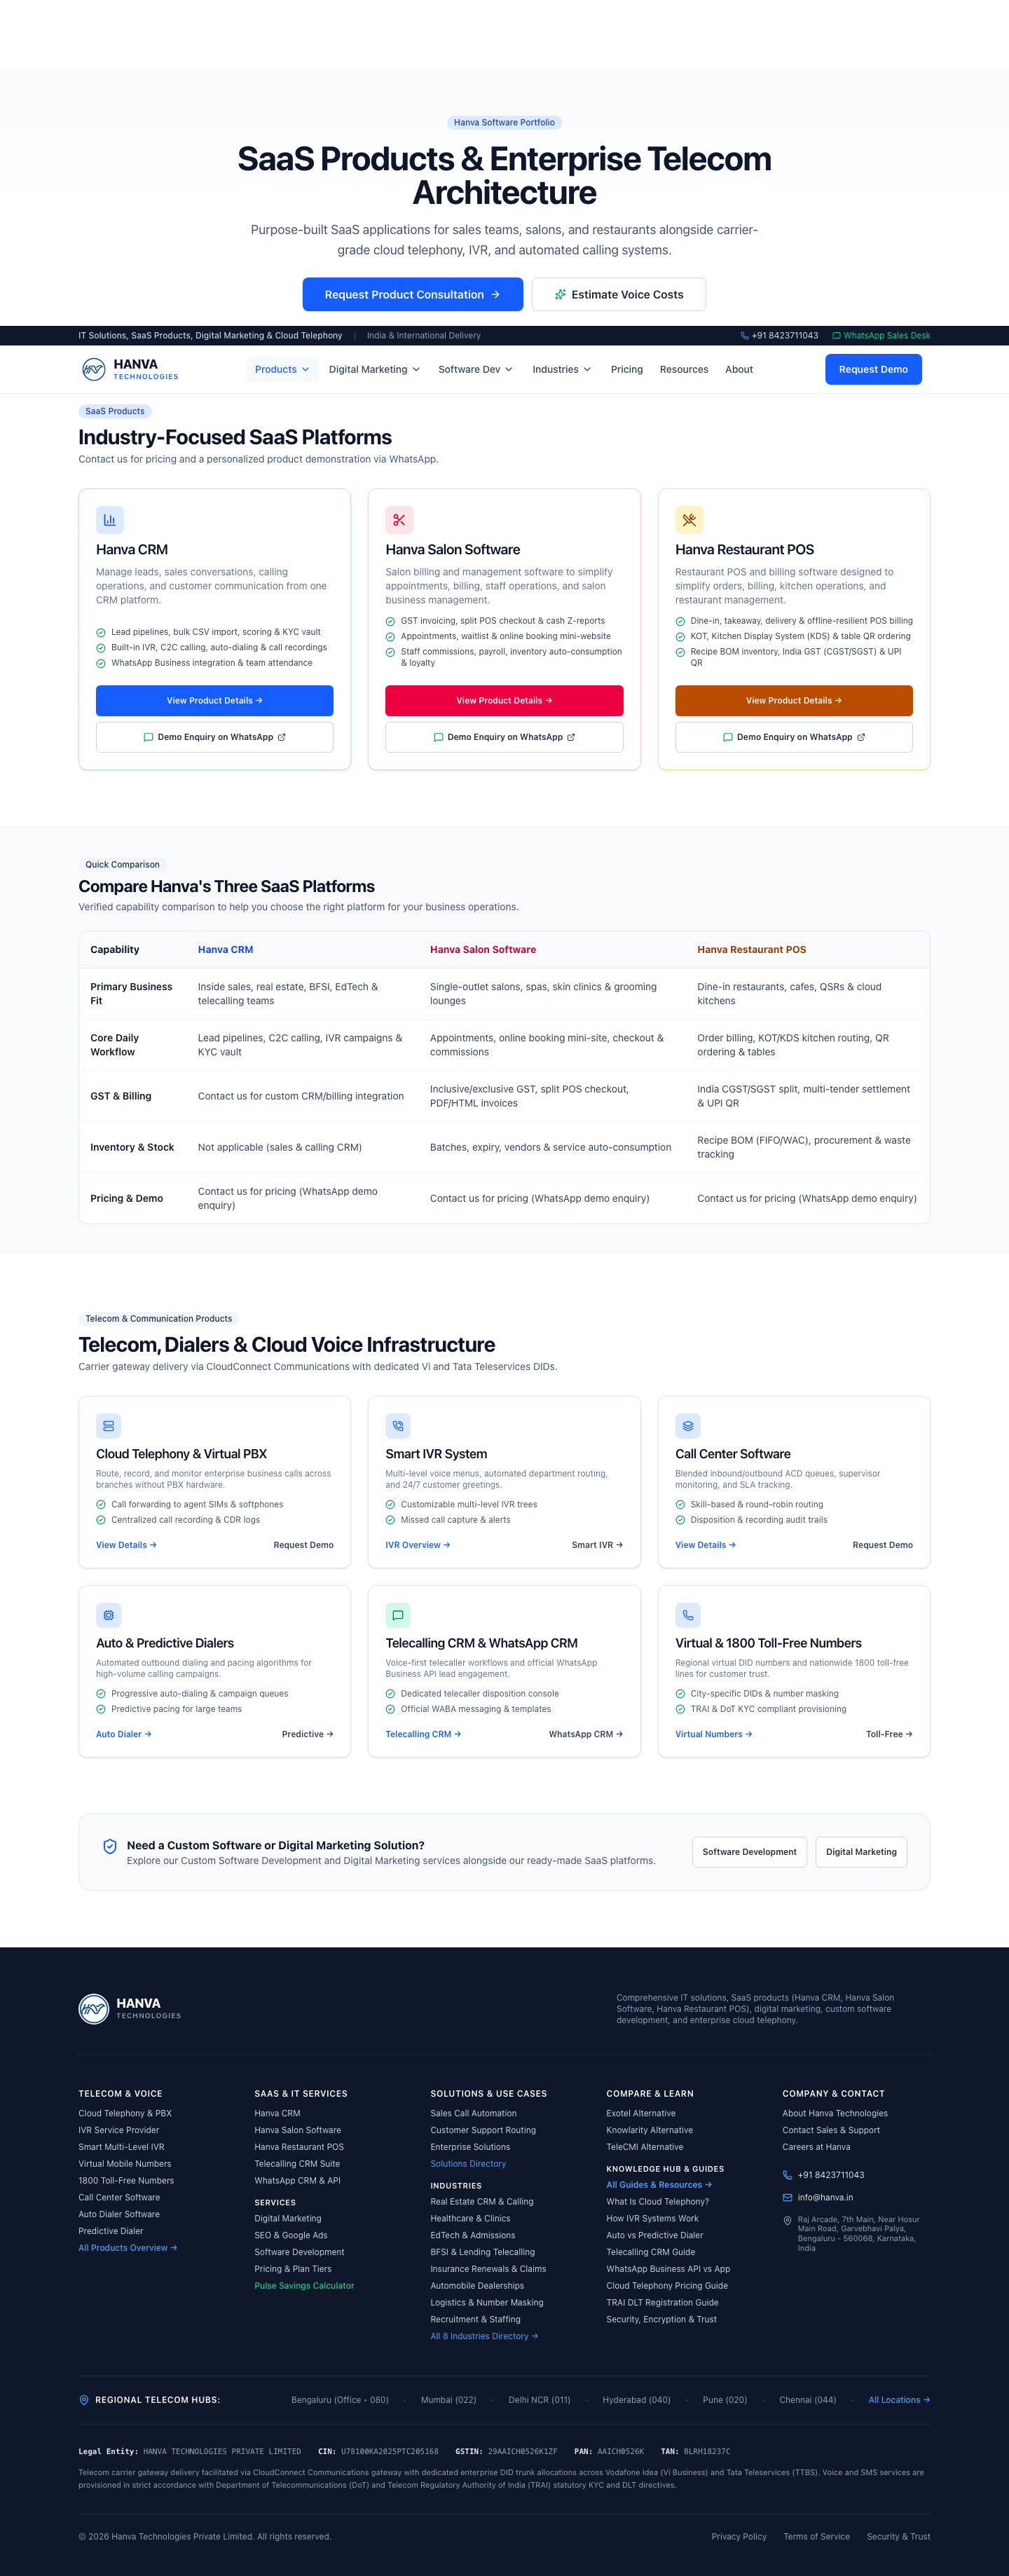 Hanva Software Portfolio
SaaS Products & Enterprise Telecom
Architecture
Purpose-built SaaS applications for sales teams, salons, and restaurants alongside carrier-
grade cloud telephony, IVR, and automated calling systems.
Request Product Consultation →
Estimate Voice Costs
IT Solutions, SaaS Products, Digital Marketing & Cloud Telephony | India & International Delivery
+91 8423711043 WhatsApp Sales Desk
HANVA
TECHNOLOGIES
Products Digital Marketing Software Dev Industries Pricing Resources About
Request Demo
SaaS Products
Industry-Focused SaaS Platforms
Contact us for pricing and a personalized product demonstration via WhatsApp.
Hanva CRM
Manage leads, sales conversations, calling
operations, and customer communication from one
CRM platform.
Lead pipelines, bulk CSV import, scoring & KYC vault
Built-in IVR, C2C calling, auto-dialing & call recordings
WhatsApp Business integration & team attendance
View Product Details →
Demo Enquiry on WhatsApp
Hanva Salon Software
Salon billing and management software to simplify
appointments, billing, staff operations, and salon
business management.
GST invoicing, split POS checkout & cash Z-reports
Appointments, waitlist & online booking mini-website
Staff commissions, payroll, inventory auto-consumption
& loyalty
View Product Details →
Demo Enquiry on WhatsApp
Hanva Restaurant POS
Restaurant POS and billing software designed to
simplify orders, billing, kitchen operations, and
restaurant management.
Dine-in, takeaway, delivery & offline-resilient POS billing
KOT, Kitchen Display System (KDS) & table QR ordering
Recipe BOM inventory, India GST (CGST/SGST) & UPI
QR
View Product Details →
Demo Enquiry on WhatsApp
Quick Comparison
Compare Hanva's Three SaaS Platforms
Verified capability comparison to help you choose the right platform for your business operations.
Capability
Hanva CRM
Hanva Salon Software
Hanva Restaurant POS
Primary Business
Fit
Inside sales, real estate, BFSI, EdTech &
telecalling teams
Single-outlet salons, spas, skin clinics & grooming
lounges
Dine-in restaurants, cafes, QSRs & cloud
kitchens
Core Daily
Workflow
Lead pipelines, C2C calling, IVR campaigns &
KYC vault
Appointments, online booking mini-site, checkout &
commissions
Order billing, KOT/KDS kitchen routing, QR
ordering & tables
GST & Billing
Contact us for custom CRM/billing integration
Inclusive/exclusive GST, split POS checkout,
PDF/HTML invoices
India CGST/SGST split, multi-tender settlement
& UPI QR
Inventory & Stock
Not applicable (sales & calling CRM)
Batches, expiry, vendors & service auto-consumption
Recipe BOM (FIFO/WAC), procurement & waste
tracking
Pricing & Demo
Contact us for pricing (WhatsApp demo
enquiry)
Contact us for pricing (WhatsApp demo enquiry)
Contact us for pricing (WhatsApp demo enquiry)
Telecom & Communication Products
Telecom, Dialers & Cloud Voice Infrastructure
Carrier gateway delivery via CloudConnect Communications with dedicated Vi and Tata Teleservices DIDs.
Cloud Telephony & Virtual PBX
Route, record, and monitor enterprise business calls across
branches without PBX hardware.
Call forwarding to agent SIMs & softphones
Centralized call recording & CDR logs
View Details → Request Demo
Smart IVR System
Multi-level voice menus, automated department routing,
and 24/7 customer greetings.
Customizable multi-level IVR trees
Missed call capture & alerts
IVR Overview → Smart IVR →
Call Center Software
Blended inbound/outbound ACD queues, supervisor
monitoring, and SLA tracking.
Skill-based & round-robin routing
Disposition & recording audit trails
View Details → Request Demo
Auto & Predictive Dialers
Automated outbound dialing and pacing algorithms for
high-volume calling campaigns.
Progressive auto-dialing & campaign queues
Predictive pacing for large teams
Auto Dialer → Predictive →
Telecalling CRM & WhatsApp CRM
Voice-first telecaller workflows and official WhatsApp
Business API lead engagement.
Dedicated telecaller disposition console
Official WABA messaging & templates
Telecalling CRM → WhatsApp CRM →
Virtual & 1800 Toll-Free Numbers
Regional virtual DID numbers and nationwide 1800 toll-free
lines for customer trust.
City-specific DIDs & number masking
TRAI & DoT KYC compliant provisioning
Virtual Numbers → Toll-Free →
Need a Custom Software or Digital Marketing Solution?
Explore our Custom Software Development and Digital Marketing services alongside our ready-made SaaS platforms.
Software Development
Digital Marketing
HANVA
TECHNOLOGIES
Comprehensive IT solutions, SaaS products (Hanva CRM, Hanva Salon
Software, Hanva Restaurant POS), digital marketing, custom software
development, and enterprise cloud telephony.
TELECOM & VOICE
Cloud Telephony & PBX
IVR Service Provider
Smart Multi-Level IVR
Virtual Mobile Numbers
1800 Toll-Free Numbers
Call Center Software
Auto Dialer Software
Predictive Dialer
All Products Overview →
SAAS & IT SERVICES
Hanva CRM
Hanva Salon Software
Hanva Restaurant POS
Telecalling CRM Suite
WhatsApp CRM & API
SERVICES
Digital Marketing
SEO & Google Ads
Software Development
Pricing & Plan Tiers
Pulse Savings Calculator
SOLUTIONS & USE CASES
Sales Call Automation
Customer Support Routing
Enterprise Solutions
Solutions Directory
INDUSTRIES
Real Estate CRM & Calling
Healthcare & Clinics
EdTech & Admissions
BFSI & Lending Telecalling
Insurance Renewals & Claims
Automobile Dealerships
Logistics & Number Masking
Recruitment & Staffing
All 8 Industries Directory →
COMPARE & LEARN
Exotel Alternative
Knowlarity Alternative
TeleCMI Alternative
KNOWLEDGE HUB & GUIDES
All Guides & Resources →
What Is Cloud Telephony?
How IVR Systems Work
Auto vs Predictive Dialer
Telecalling CRM Guide
WhatsApp Business API vs App
Cloud Telephony Pricing Guide
TRAI DLT Registration Guide
Security, Encryption & Trust
COMPANY & CONTACT
About Hanva Technologies
Contact Sales & Support
Careers at Hanva
+91 8423711043
info@hanva.in
Raj Arcade, 7th Main, Near Hosur
Main Road, Garvebhavi Palya,
Bengaluru - 560068, Karnataka,
India
REGIONAL TELECOM HUBS:
Bengaluru (Office • 080) • Mumbai (022) • Delhi NCR (011) • Hyderabad (040) • Pune (020) • Chennai (044) • All Locations →
Legal Entity: HANVA TECHNOLOGIES PRIVATE LIMITED CIN: U78100KA2025PTC205168 GSTIN: 29AAICH0526K1ZF PAN: AAICH0526K TAN: BLRH18237C
Telecom carrier gateway delivery facilitated via CloudConnect Communications gateway with dedicated enterprise DID trunk allocations across Vodafone Idea (Vi Business) and Tata Teleservices (TTBS). Voice and SMS services are
provisioned in strict accordance with Department of Telecommunications (DoT) and Telecom Regulatory Authority of India (TRAI) statutory KYC and DLT directives.
© 2026 Hanva Technologies Private Limited. All rights reserved.
Privacy Policy Terms of Service Security & Trust